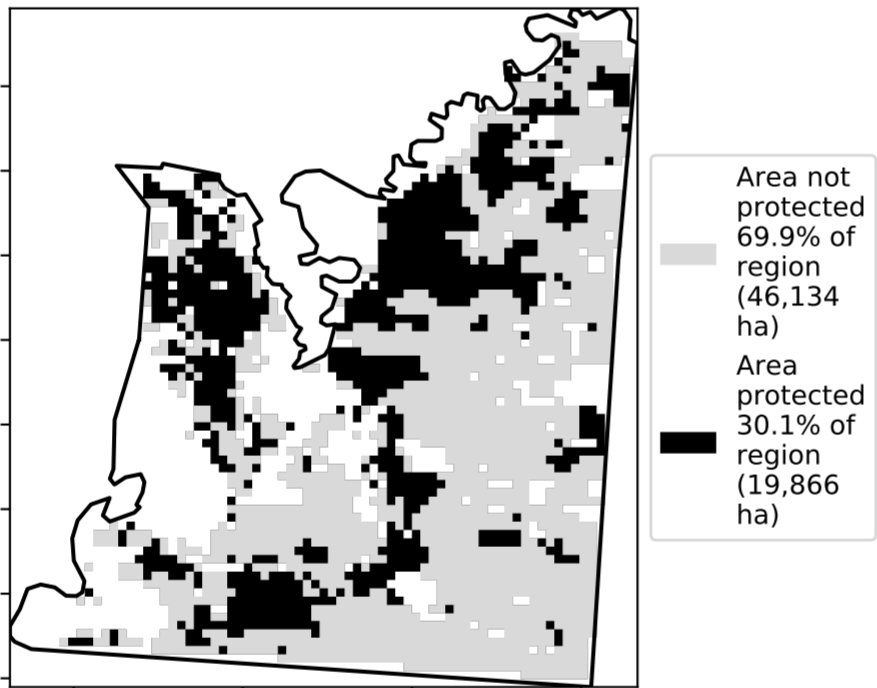 Area not
protected
69.9% of
region
(46,134
ha)
Area
protected
30.1% of
region
(19,866
ha)